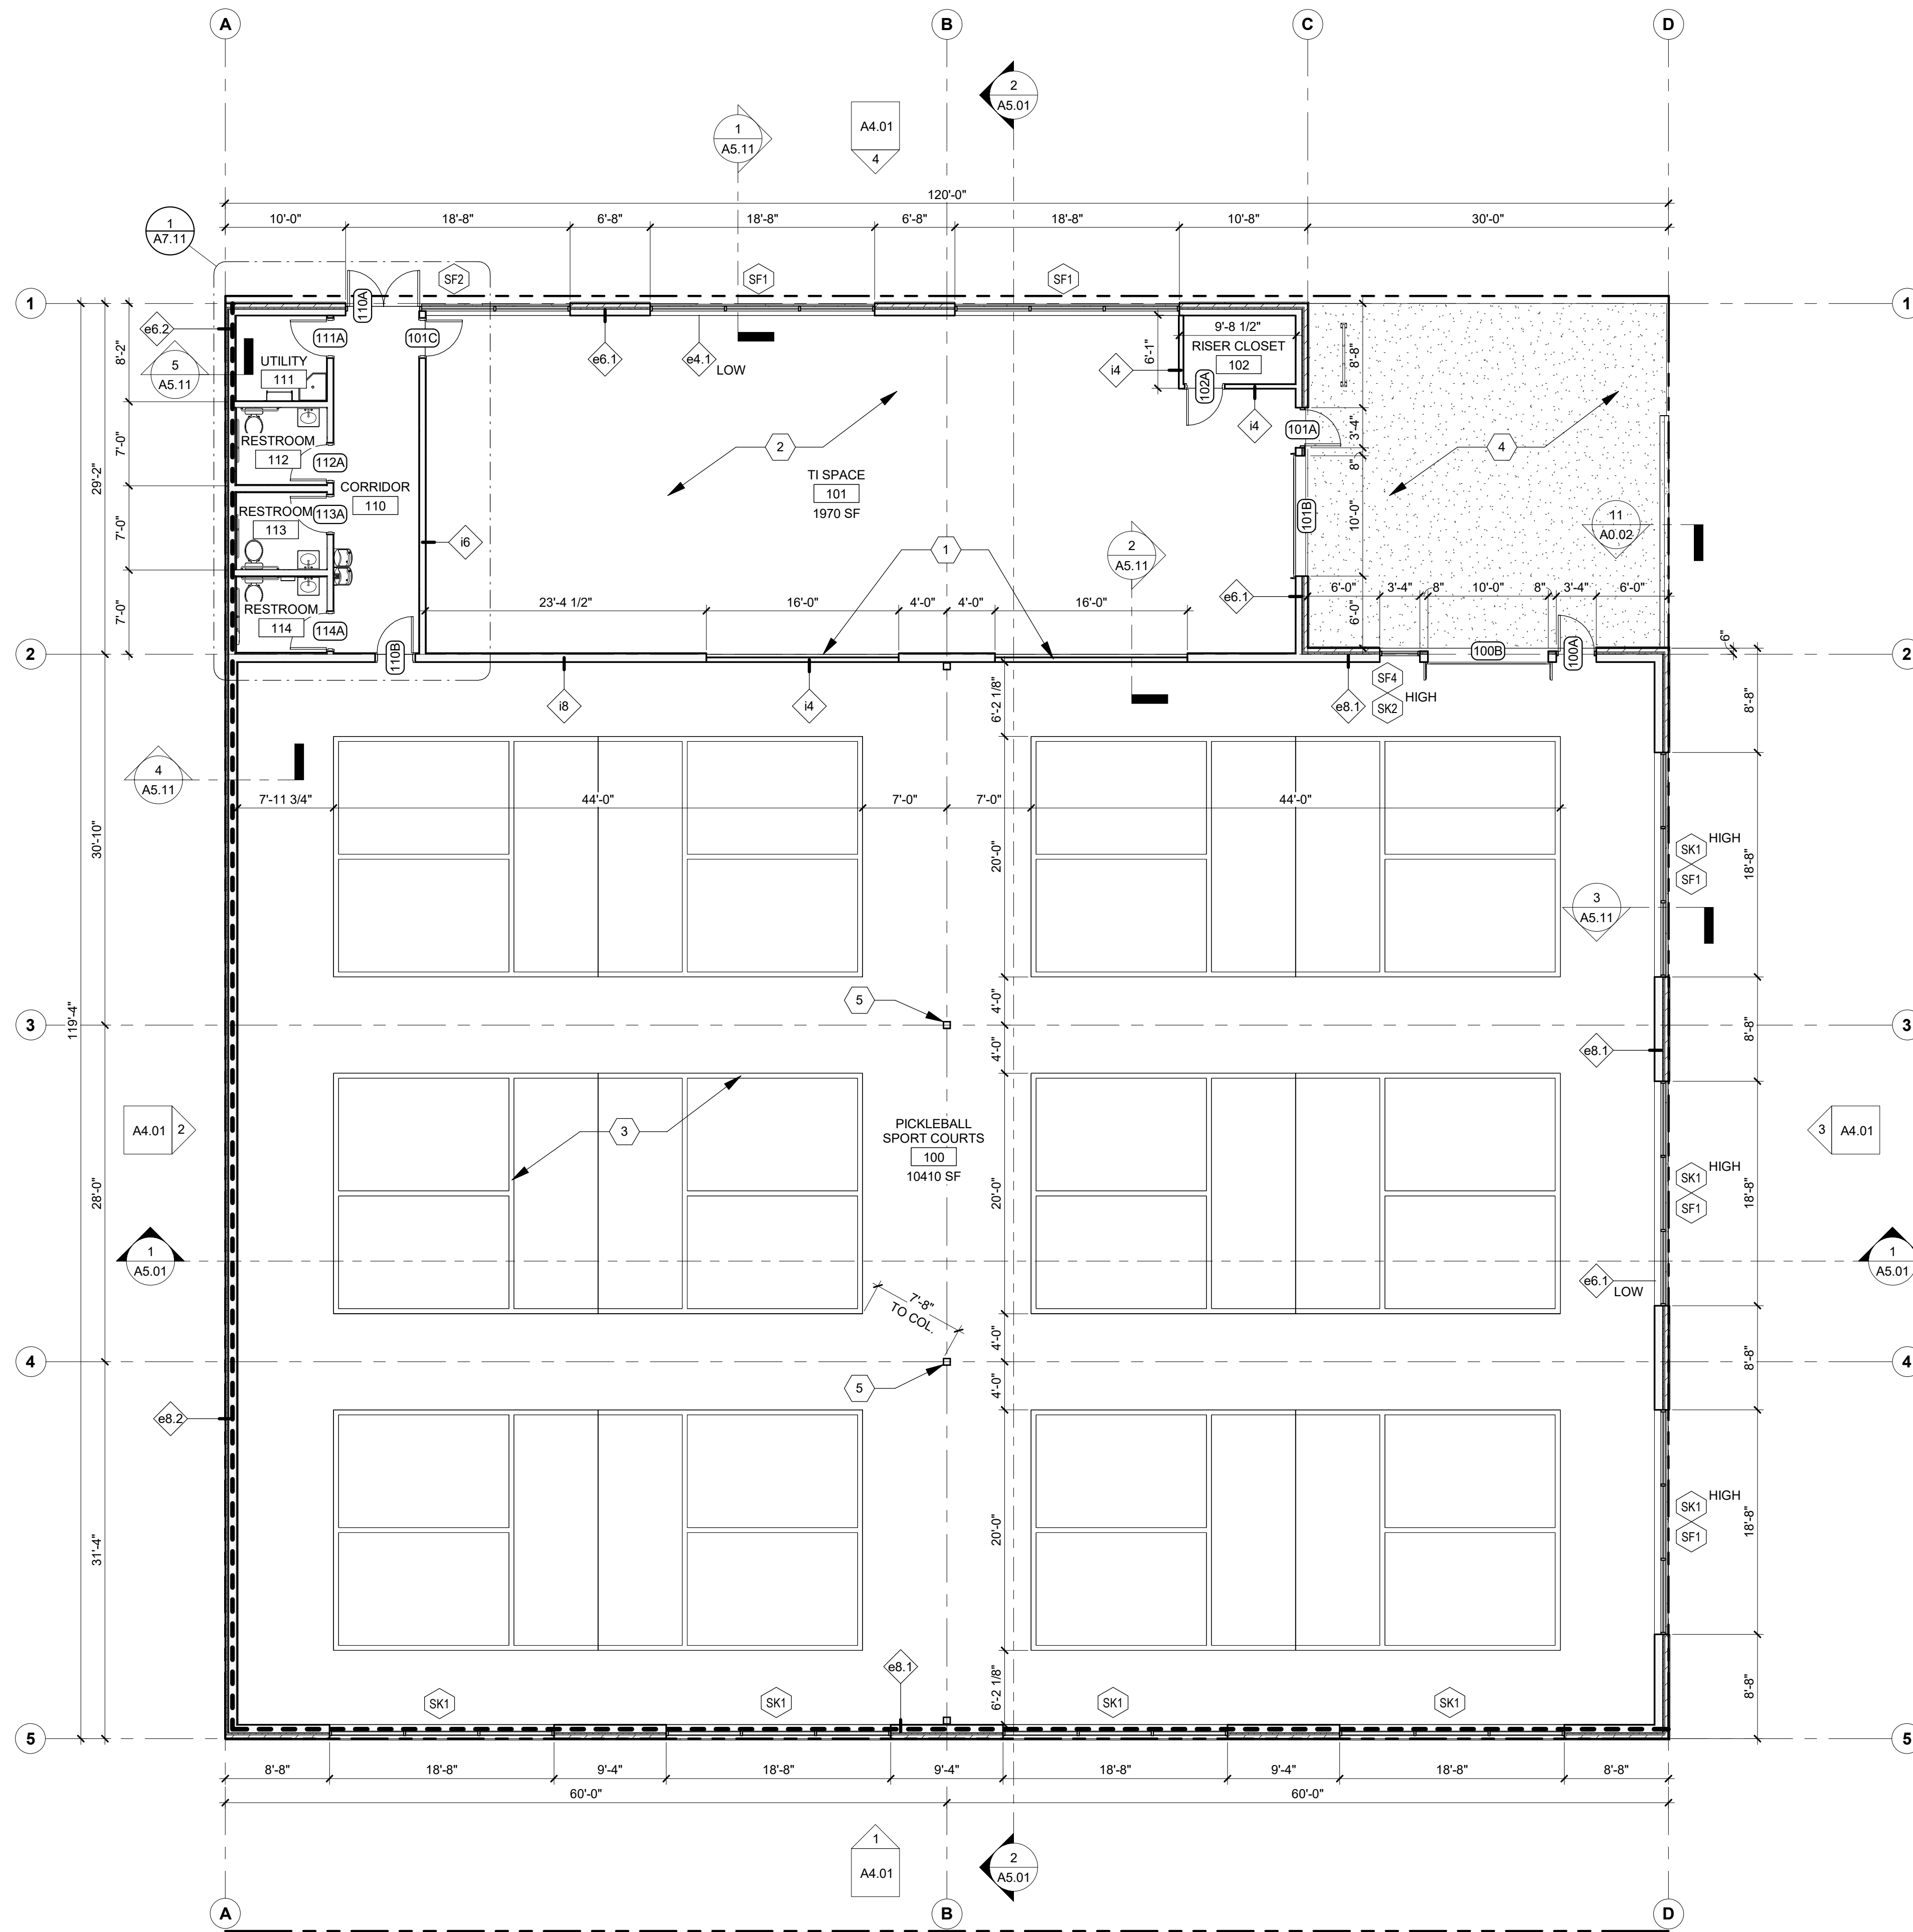 A
B
C
D
2
A5.01
1
A5.11
A4.01
4
120'-0"
10'-0"
18'-8"
6'-8"
18'-8"
6'-8"
18'-8"
10'-8"
30'-0"
1
A7.11
SF2
SF1
SF1
1
1
110A
e6.2
111A
101C
e6.1
e4.1
LOW
9'-8 1/2"
RISER CLOSET
102
6'-1"
i4
102A
i4
8'-8"
8'-2"
5
A5.11
UTILITY
111
7'-0"
RESTROOM
112
112A
29'-2"
CORRIDOR
110
7'-0"
RESTROOM
113
113A
7'-0"
RESTROOM
114
114A
i6
2
TI SPACE
101
1970 SF
101A
3'-4"
8"
4
101B
10'-0"
11
A0.02
1
2
A5.11
23'-4 1/2"
16'-0"
4'-0"
4'-0"
16'-0"
e6.1
6'-0"
6'-0"
3'-4"
8"
10'-0"
8"
3'-4"
6'-0"
2
110B
100B
100A
6"
2
i8
i4
6'-2 1/8"
e8.1
SF4
SK2
HIGH
8'-8"
4
A5.11
7'-11 3/4"
44'-0"
7'-0"
7'-0"
44'-0"
30'-10"
20'-0"
SK1
HIGH
SF1
18'-8"
3
A5.11
5
4'-0"
3
119'-4"
3
4'-0"
8'-8"
e8.1
A4.01
2
3
PICKLEBALL
SPORT COURTS
100
10410 SF
20'-0"
SK1
HIGH
SF1
18'-8"
3
A4.01
28'-0"
1
A5.01
1
A5.01
e6.1
LOW
7'-8"
TO COL.
4'-0"
4
4
5
4'-0"
8'-8"
e8.2
31'-4"
20'-0"
SK1
HIGH
SF1
18'-8"
e8.1
6'-2 1/8"
8'-8"
SK1
SK1
SK1
SK1
5
5
8'-8"
18'-8"
9'-4"
18'-8"
9'-4"
18'-8"
9'-4"
18'-8"
8'-8"
60'-0"
60'-0"
1
A4.01
2
A5.01
A
B
D